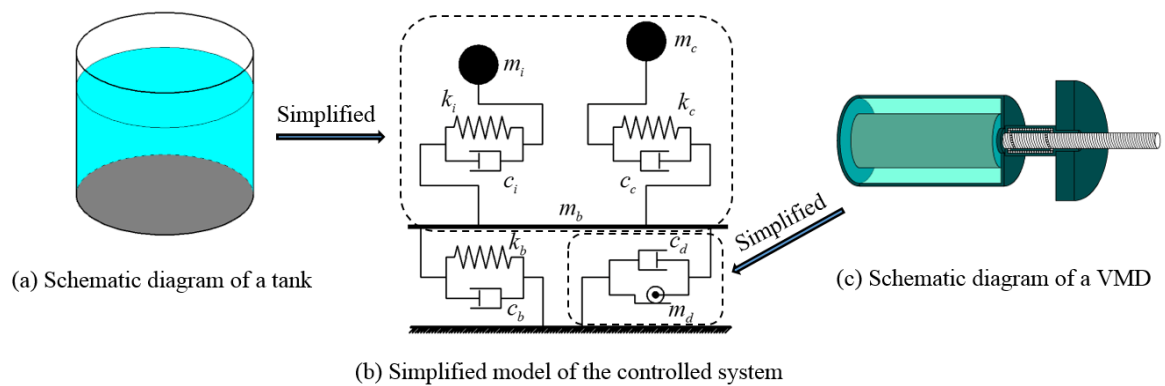 m_c
m_i
k_i
k_c
Simplified
c_i
c_c
m_b
k_b
c_d
Simplified
(a) Schematic diagram of a tank
(c) Schematic diagram of a VMD
c_b
m_d
(b) Simplified model of the controlled system